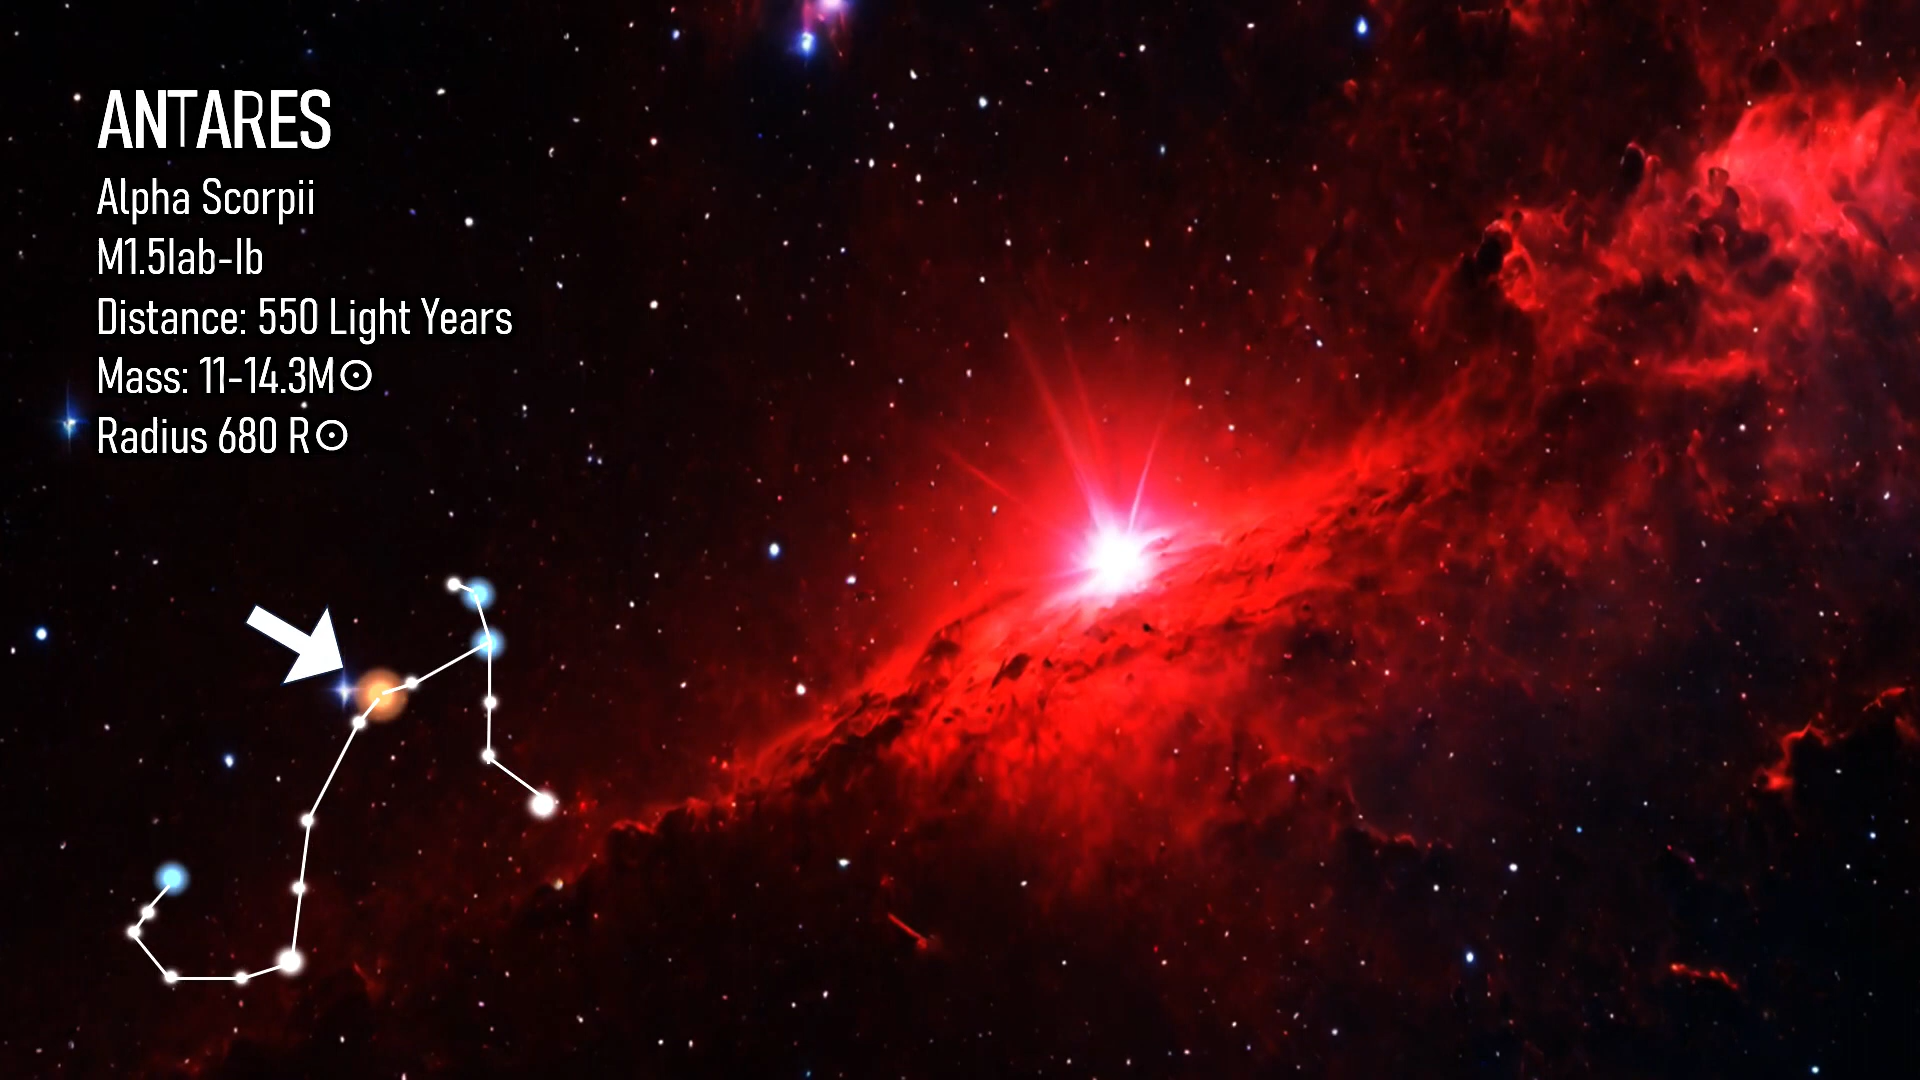 ANTARES
Alpha Scorpii
M1.5Iab-Ib
Distance: 550 Light Years
Mass: 11-14.3M☉
Radius 680 R☉